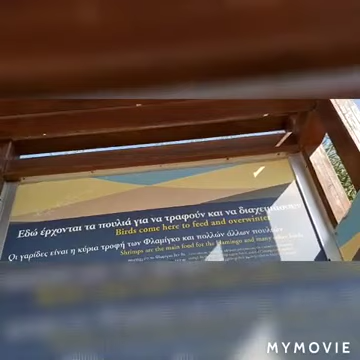 Εδώ έρχονται τα πουλιά για να τραφούν και να διαχειμάσουν
Birds come here to feed and overwinter
Οι γαρίδες είναι η κύρια τροφή των Φλαμίγκο και πολλών άλλων πουλιών
Shrimps are the main food for the flamingo and many other birds
MYMOVIE